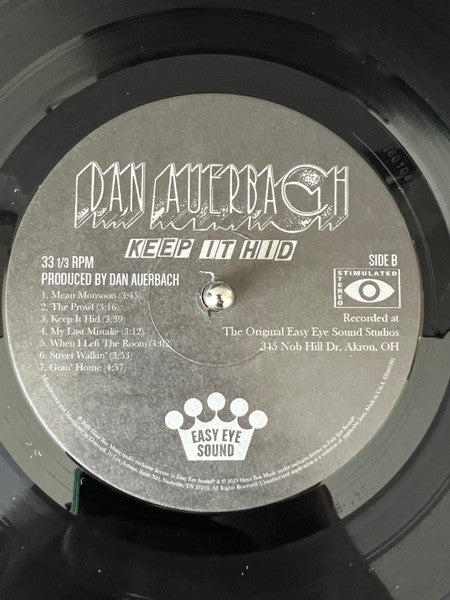 DAN AUERBACH
KEEP IT HID
33 1/3 RPM
PRODUCED BY DAN AUERBACH
1. Mean Monsoon (3:45)
2. The Prowl (3:16)
3. Keep It Hid (3:39)
4. My Last Mistake (3:12)
5. When I Left The Room (4:02)
6. Street Walkin' (3:53)
7. Goin' Home (4:57)
SIDE B
STIMULATED
STEREO
Recorded at
The Original Easy Eye Sound Studios
345 Nob Hill Dr, Akron, OH
EASY EYE
SOUND